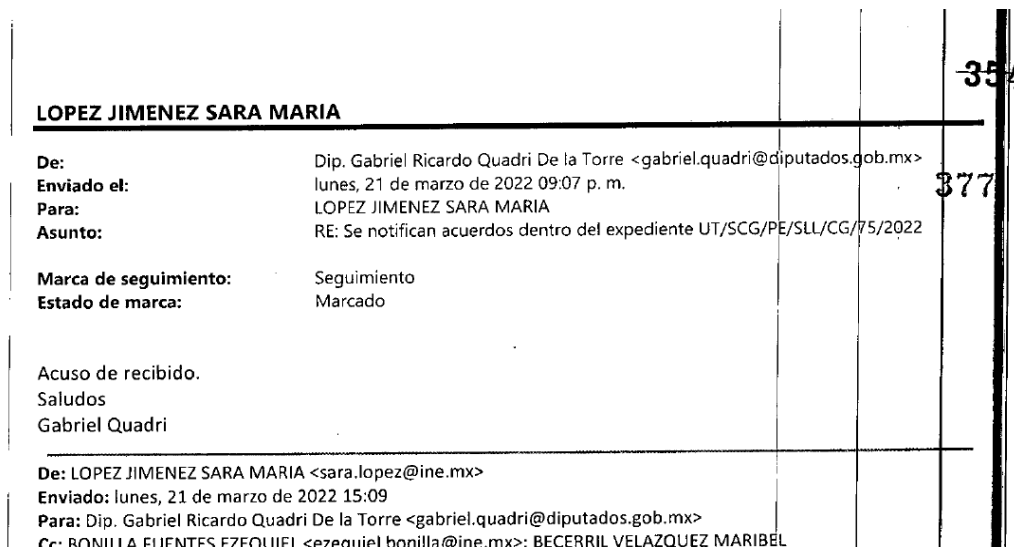 354
LOPEZ JIMENEZ SARA MARIA
De: Dip. Gabriel Ricardo Quadri De la Torre <gabriel.quadri@diputados.gob.mx>
Enviado el: lunes, 21 de marzo de 2022 09:07 p. m.
377
Para: LOPEZ JIMENEZ SARA MARIA
Asunto: RE: Se notifican acuerdos dentro del expediente UT/SCG/PE/SLL/CG/75/2022
Marca de seguimiento: Seguimiento
Estado de marca: Marcado
Acuso de recibido.
Saludos
Gabriel Quadri
De: LOPEZ JIMENEZ SARA MARIA <sara.lopez@ine.mx>
Enviado: lunes, 21 de marzo de 2022 15:09
Para: Dip. Gabriel Ricardo Quadri De la Torre <gabriel.quadri@diputados.gob.mx>
Cc: BONILLA FUENTES EZEQUIEL <ezequiel.bonilla@ine.mx>; BECERRIL VELAZQUEZ MARIBEL